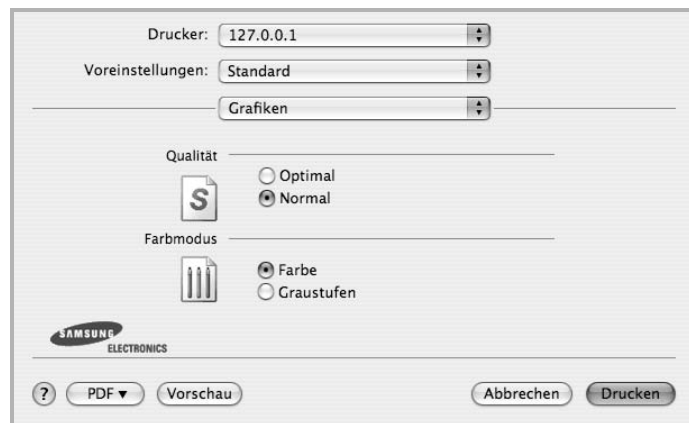 Drucker: 127.0.0.1
Voreinstellungen: Standard
Grafiken
Qualität
Optimal
S
Normal
Farbmodus
Farbe
Graustufen
SAMSUNG
ELECTRONICS
? PDF▼ Vorschau Abbrechen Drucken